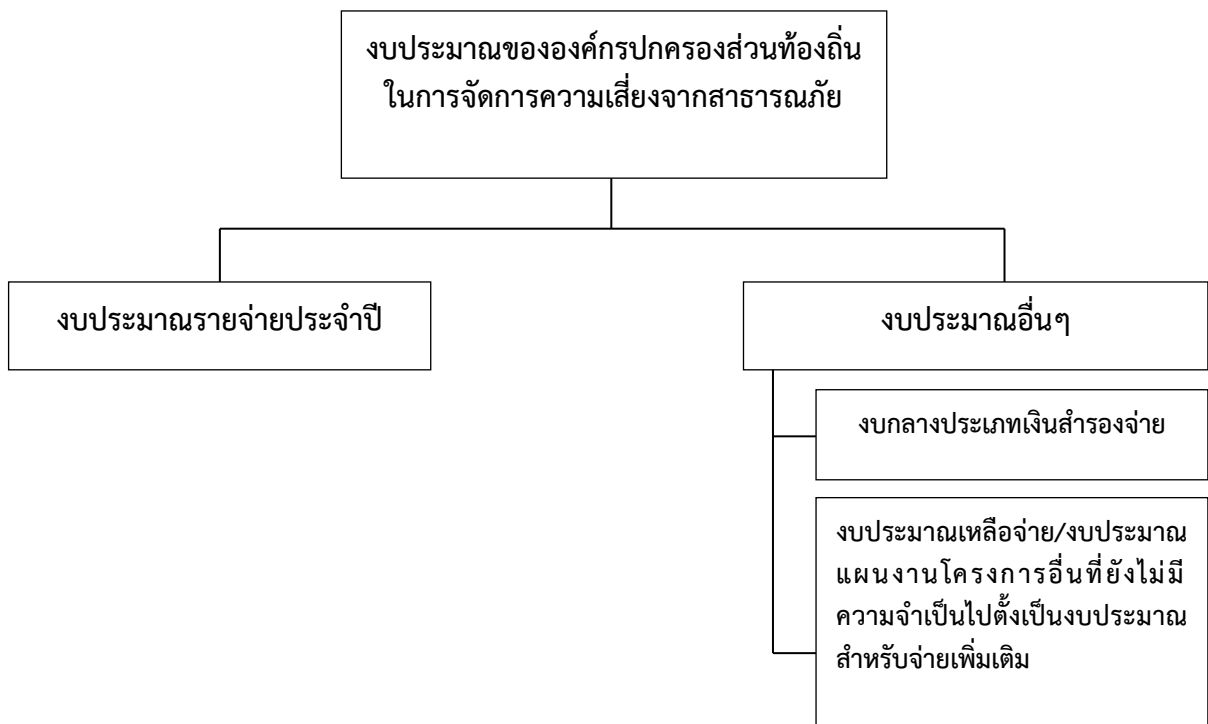 งบประมาณขององค์กรปกครองส่วนท้องถิ่น
ในการจัดการความเสี่ยงจากสาธารณภัย
งบประมาณรายจ่ายประจำปี
งบประมาณอื่นๆ
งบกลางประเภทเงินสำรองจ่าย
งบประมาณเหลือจ่าย/งบประมาณ
แผนงานโครงการอื่นที่ยังไม่มี
ความจำเป็นไปตั้งเป็นงบประมาณ
สำหรับจ่ายเพิ่มเติม